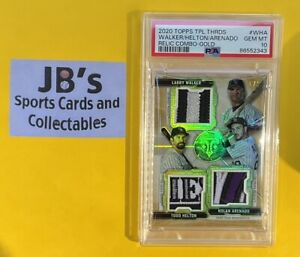 JB's
Sports Cards and
Collectables
2020 TOPPS TPL THRDS
#WHA
WALKER/HELTON/ARENADO
GEM MT
RELIC COMBO-GOLD
10
PSA
86552343
LARRY WALKER
TODD HELTON
NOLAN ARENADO